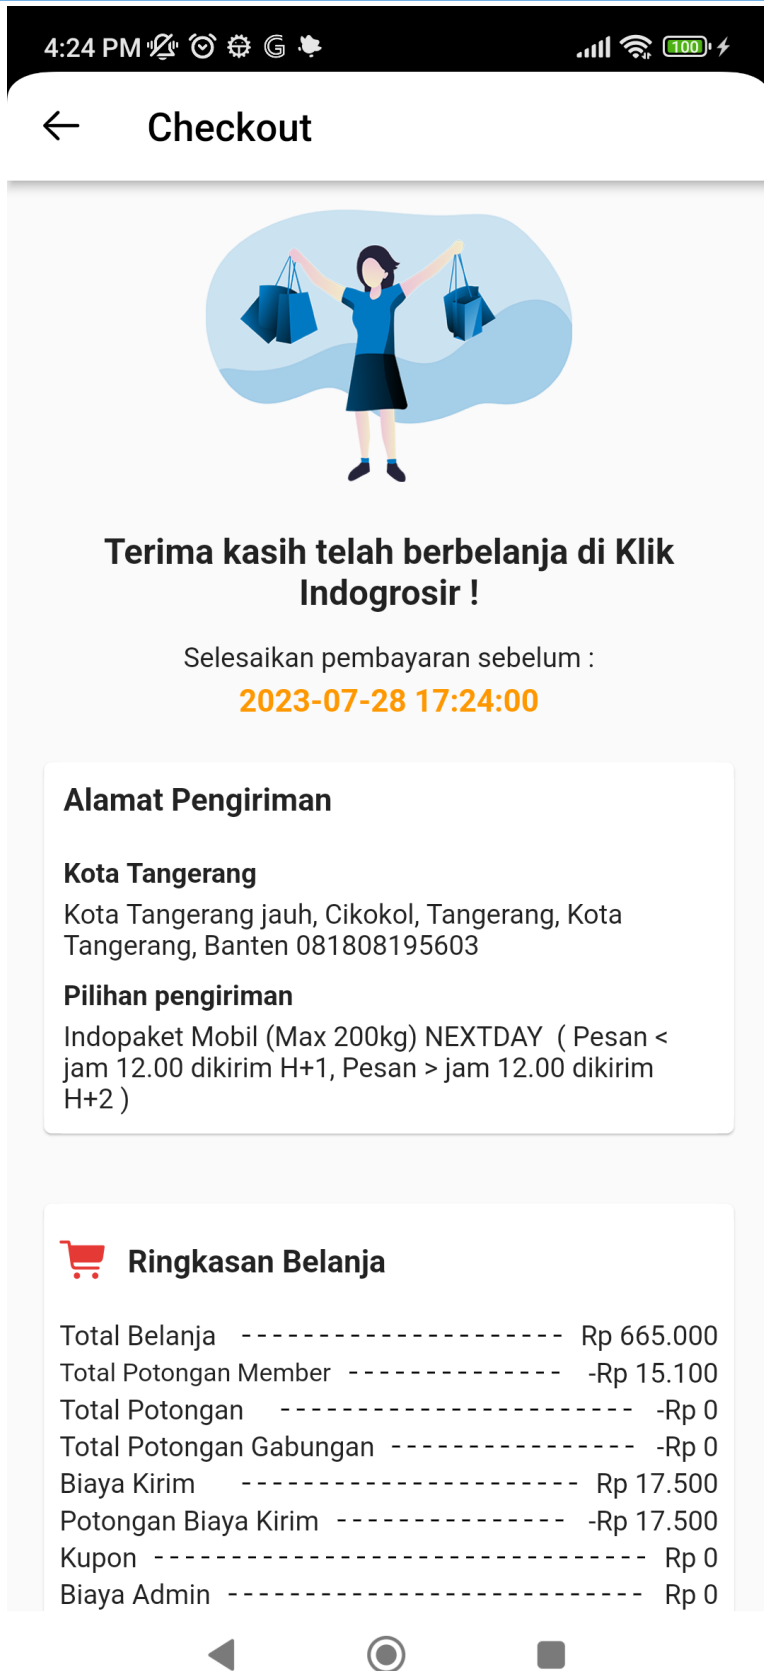 4:24 PM
100
Checkout
Terima kasih telah berbelanja di Klik
Indogrosir !
Selesaikan pembayaran sebelum :
2023-07-28 17:24:00
Alamat Pengiriman
Kota Tangerang
Kota Tangerang jauh, Cikokol, Tangerang, Kota
Tangerang, Banten 081808195603
Pilihan pengiriman
Indopaket Mobil (Max 200kg) NEXTDAY ( Pesan <
jam 12.00 dikirim H+1, Pesan > jam 12.00 dikirim
H+2 )
Ringkasan Belanja
Total Belanja --------------------- Rp 665.000
Total Potongan Member -------------- -Rp 15.100
Total Potongan ----------------------- -Rp 0
Total Potongan Gabungan ---------------- -Rp 0
Biaya Kirim ---------------------- Rp 17.500
Potongan Biaya Kirim --------------- -Rp 17.500
Kupon -------------------------------- Rp 0
Biaya Admin --------------------------- Rp 0